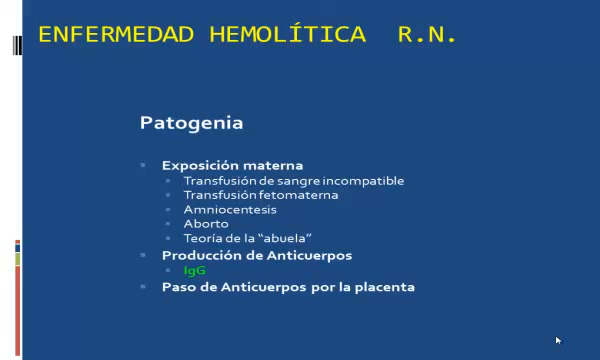 ENFERMEDAD HEMOLÍTICA R.N.
Patogenia
Exposición materna
Transfusión de sangre incompatible
Transfusión fetomaterna
Amniocentesis
Aborto
Teoría de la “abuela”
Producción de Anticuerpos
IgG
Paso de Anticuerpos por la placenta